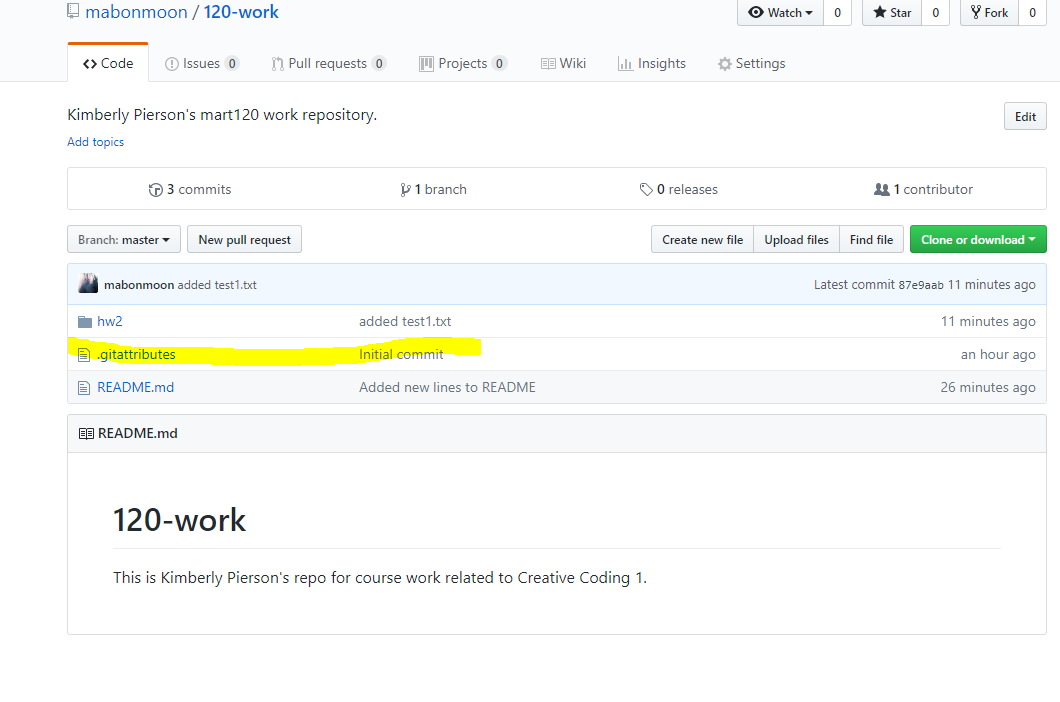 mabonmoon / 120-work Watch 0 Star 0 Fork 0
Code Issues 0 Pull requests 0 Projects 0 Wiki Insights Settings
Kimberly Pierson's mart120 work repository. Edit
Add topics
3 commits 1 branch 0 releases 1 contributor
Branch: master New pull request Create new file Upload files Find file Clone or download
mabonmoon added test1.txt Latest commit 87e9aab 11 minutes ago
hw2 added test1.txt 11 minutes ago
.gitattributes Initial commit an hour ago
README.md Added new lines to README 26 minutes ago
README.md
120-work
This is Kimberly Pierson's repo for course work related to Creative Coding 1.